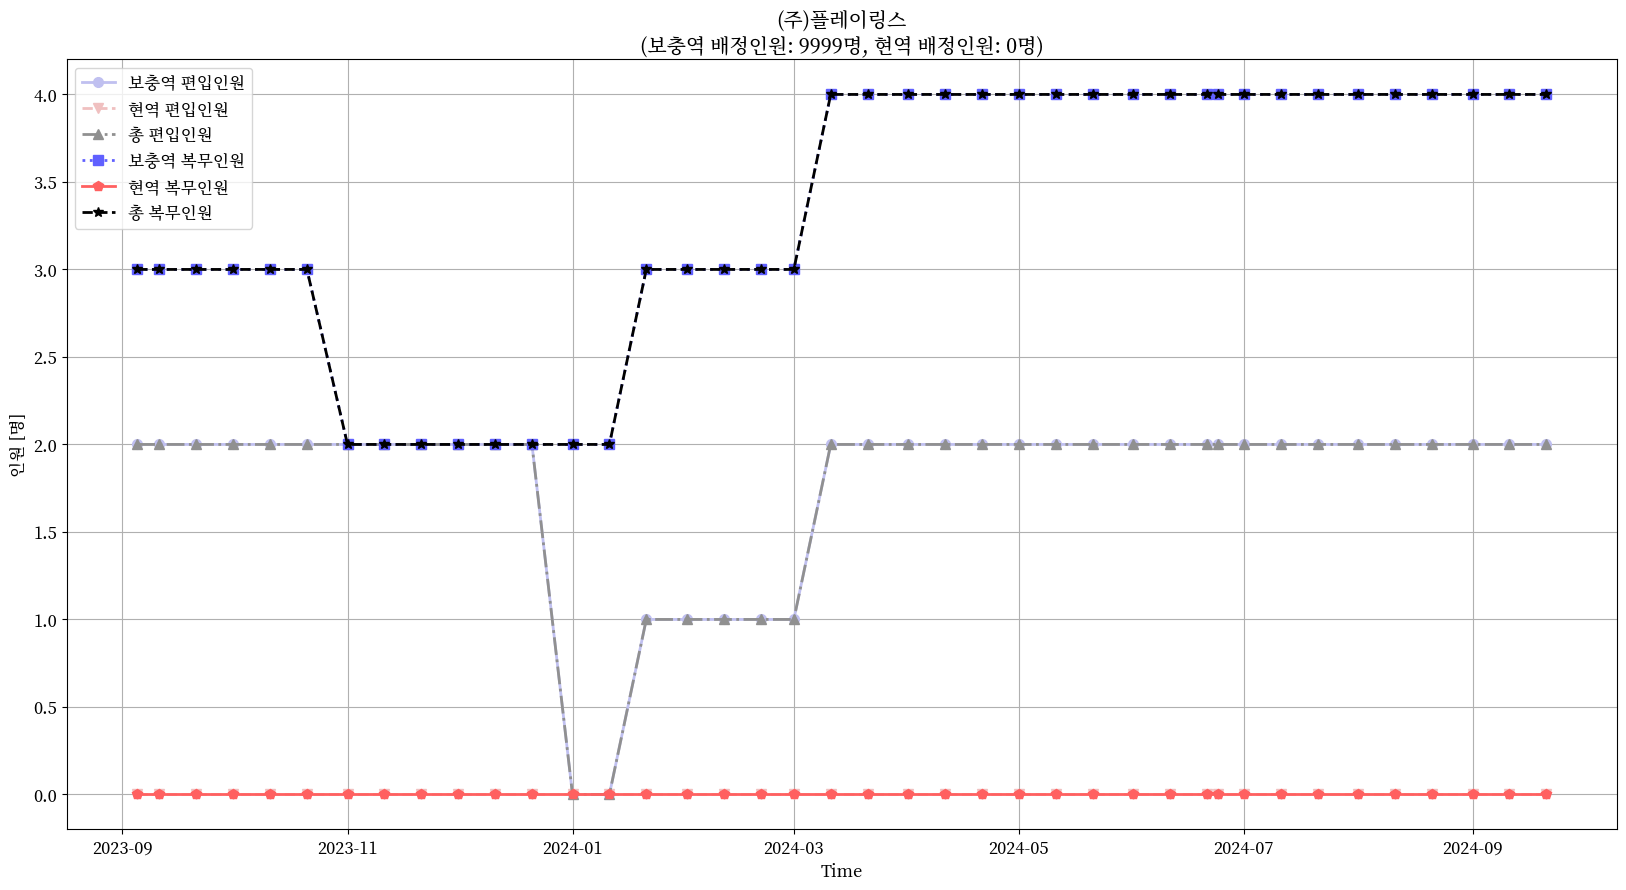 (주)플레이링스
(보충역 배정인원: 9999명, 현역 배정인원: 0명)
보충역 편입인원
현역 편입인원
총 편입인원
보충역 복무인원
현역 복무인원
총 복무인원
4.0
3.5
3.0
2.5
2.0
1.5
1.0
0.5
0.0
인원 [명]
2023-09 2023-11 2024-01 2024-03 2024-05 2024-07 2024-09
Time